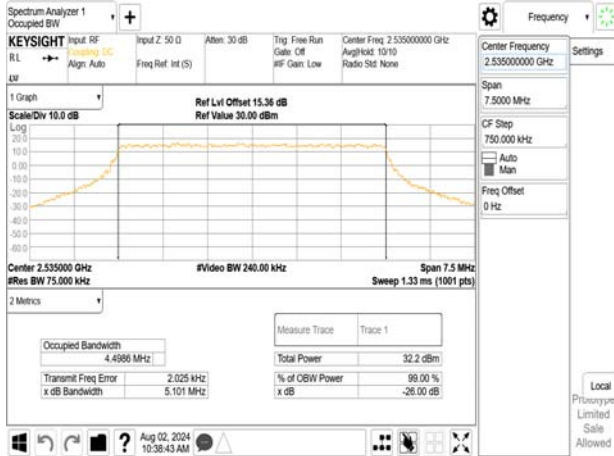 Spectrum Analyzer 1
Occupied BW
+
Frequency
KEYSIGHT
RL
Input: RF
Coupling: DC
Align: Auto
Input Z: 50 Ω
Freq Ref: Int (S)
Atten: 30 dB
Trig: Free Run
Gate: Off
#IF Gain: Low
Center Freq: 2.535000000 GHz
Avg|Hold: 10/10
Radio Std: None
1 Graph
Scale/Div 10.0 dB
Ref Lvl Offset 15.36 dB
Ref Value 30.00 dBm
Log
20.0
10.0
0.00
-10.0
-20.0
-30.0
-40.0
-50.0
-60.0
Center 2.535000 GHz
#Res BW 75.000 kHz
#Video BW 240.00 kHz
Span 7.5 MHz
Sweep 1.33 ms (1001 pts)
2 Metrics
Measure Trace
Trace 1
Occupied Bandwidth
4.4986 MHz
Total Power
32.2 dBm
Transmit Freq Error
2.025 kHz
% of OBW Power
99.00 %
x dB Bandwidth
5.101 MHz
x dB
-26.00 dB
Aug 02, 2024
10:38:43 AM
Center Frequency
2.535000000 GHz
Settings
Span
7.5000 MHz
CF Step
750.000 kHz
Auto
Man
Freq Offset
0 Hz
Local
Prototype
Limited
Sale
Allowed